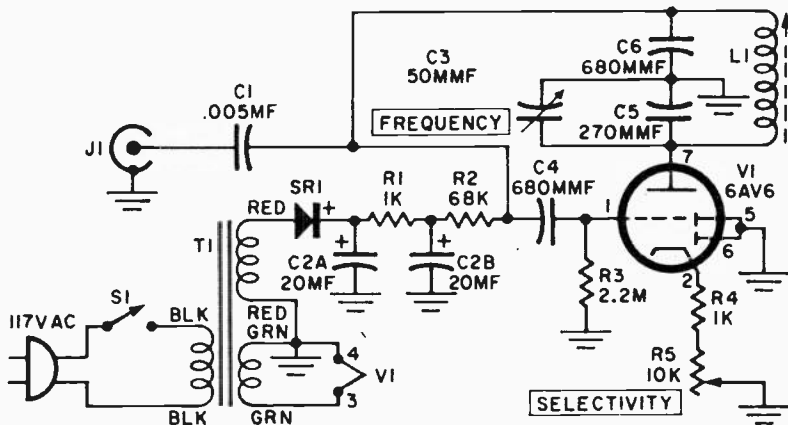 C6
680MMF
L1
C3
50MMF
C1
.005MF
FREQUENCY
C5
270MMF
J1
7
V1
6AV6
C4
680MMF
R1
1K
R2
68K
SR1
RED
+
+
+
1
5
6
2
T1
C2A
20MF
C2B
20MF
R3
2.2M
R4
1K
S1
117VAC
BLK
RED
GRN
4
V1
3
R5
10K
BLK
GRN
SELECTIVITY